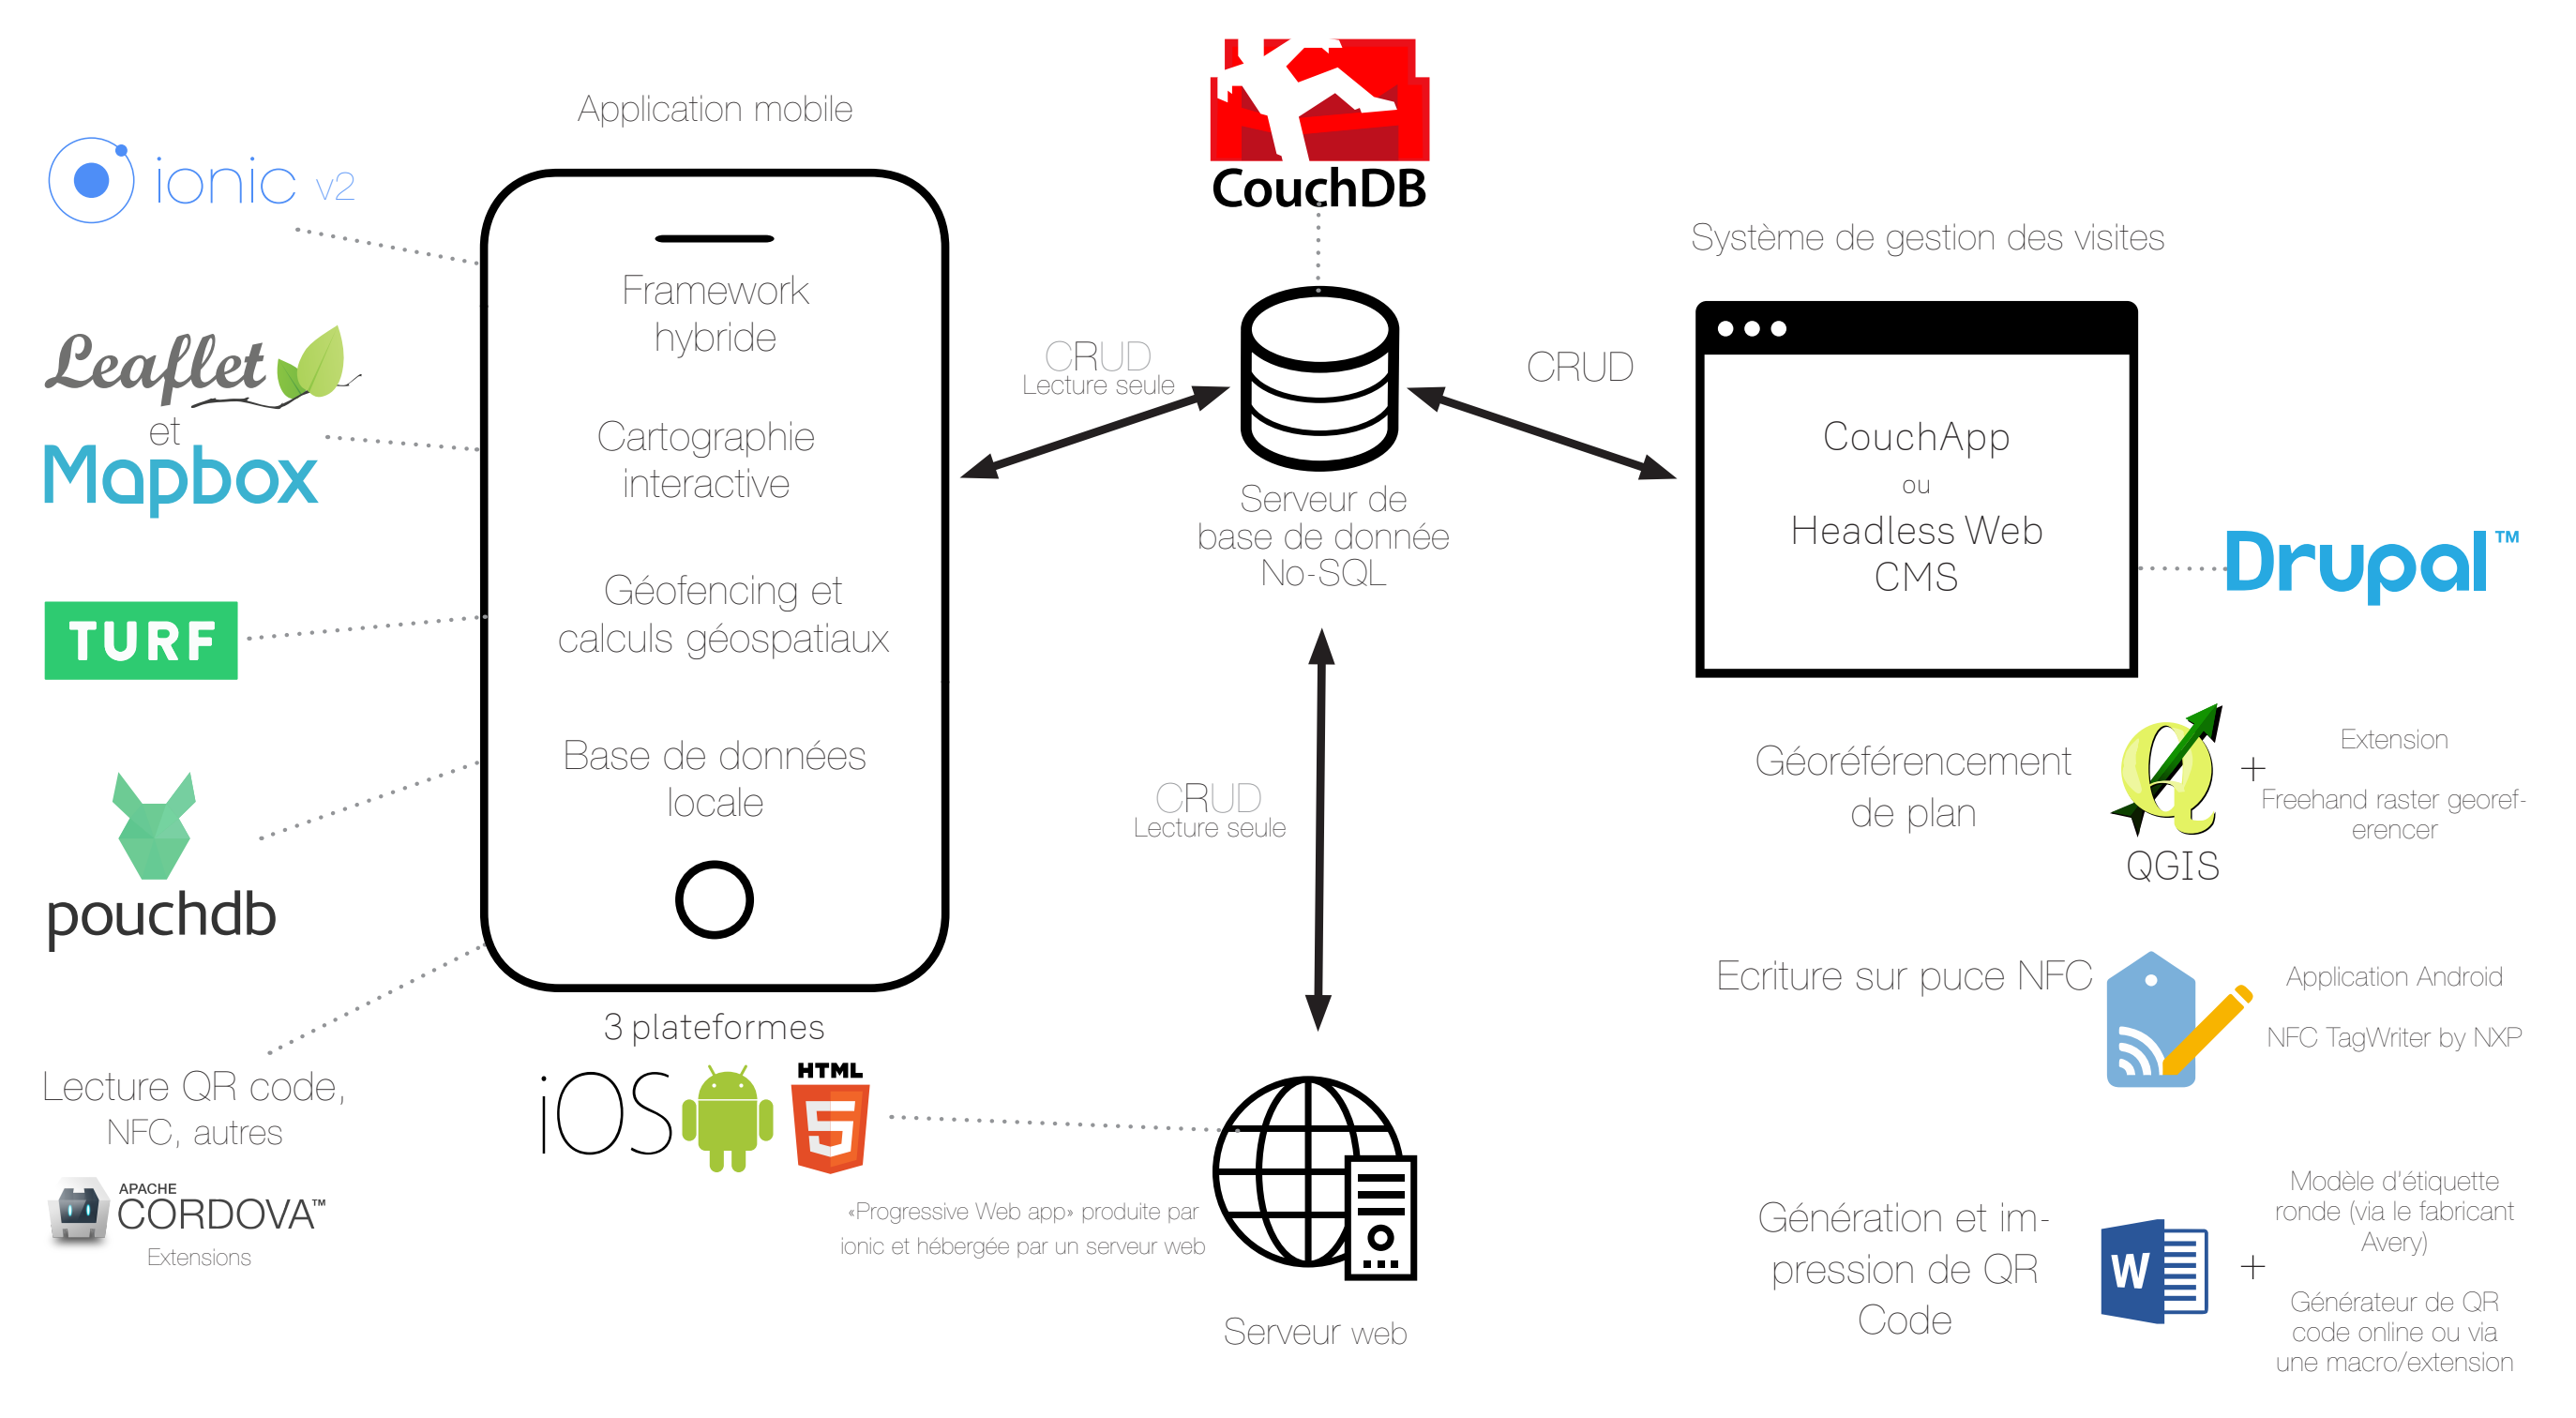 Application mobile
ionic v2
Leaflet
et
Mapbox
TURF
pouchdb
Lecture QR code,
NFC, autres
APACHE
CORDOVA™
Extensions
Framework
hybride
Cartographie
interactive
Géofencing et
calculs géospatiaux
Base de données
locale
3 plateformes
iOS
HTML
5
«Progressive Web app» produite par
ionic et hébergée par un serveur web
CRUD
Lecture seule
CouchDB
Serveur de
base de donnée
No-SQL
CRUD
Lecture seule
Serveur web
CRUD
Système de gestion des visites
CouchApp
ou
Headless Web
CMS
Drupal™
Géoréférencement
de plan
QGIS
+
Extension
Freehand raster georef-
erencer
Ecriture sur puce NFC
Application Android
NFC TagWriter by NXP
Génération et im-
pression de QR
Code
W
+
Modèle d'étiquette
ronde (via le fabricant
Avery)
Générateur de QR
code online ou via
une macro/extension